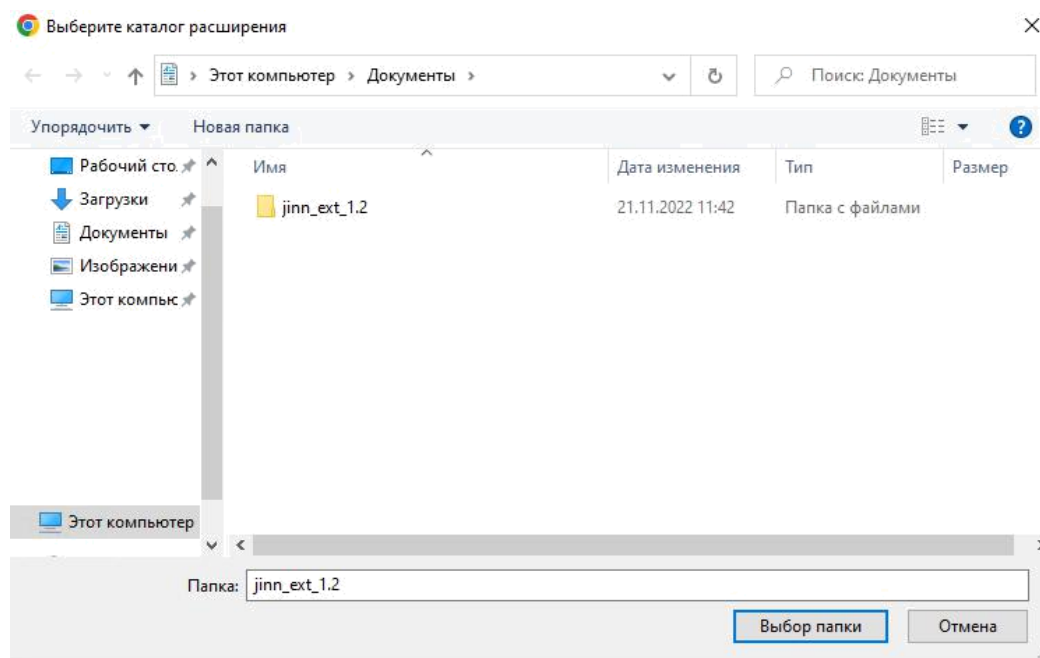 Выберите каталог расширения
Этот компьютер › Документы ›
Поиск: Документы
Упорядочить
Новая папка
Рабочий сто.
Загрузки
Документы
Изображени
Этот компьк
Этот компьютер
Имя
Дата изменения
Тип
Размер
jinn_ext_1.2
21.11.2022 11:42
Папка с файлами
Папка: jinn_ext_1.2
Выбор папки
Отмена